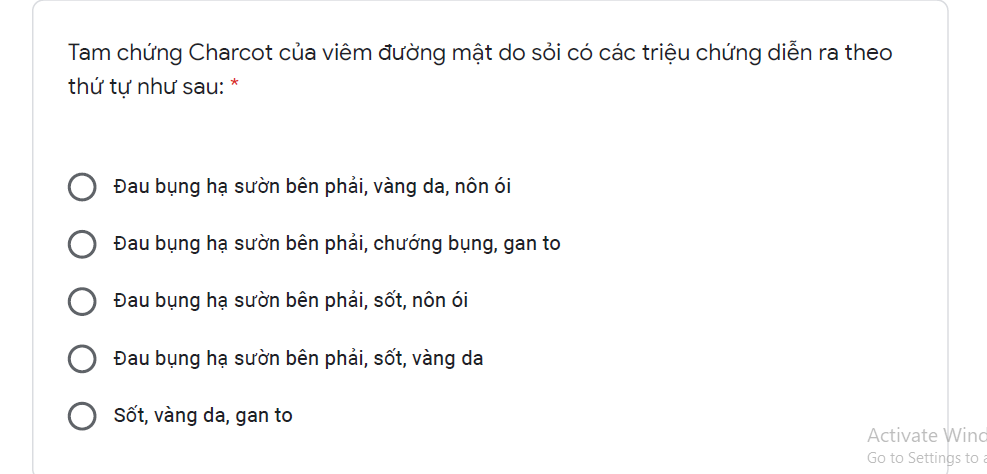 Tam chứng Charcot của viêm đường mật do sỏi có các triệu chứng diễn ra theo
thứ tự như sau: *
Đau bụng hạ sườn bên phải, vàng da, nôn ói
Đau bụng hạ sườn bên phải, chướng bụng, gan to
Đau bụng hạ sườn bên phải, sốt, nôn ói
Đau bụng hạ sườn bên phải, sốt, vàng da
Sốt, vàng da, gan to
Activate Wind
Go to Settings to a